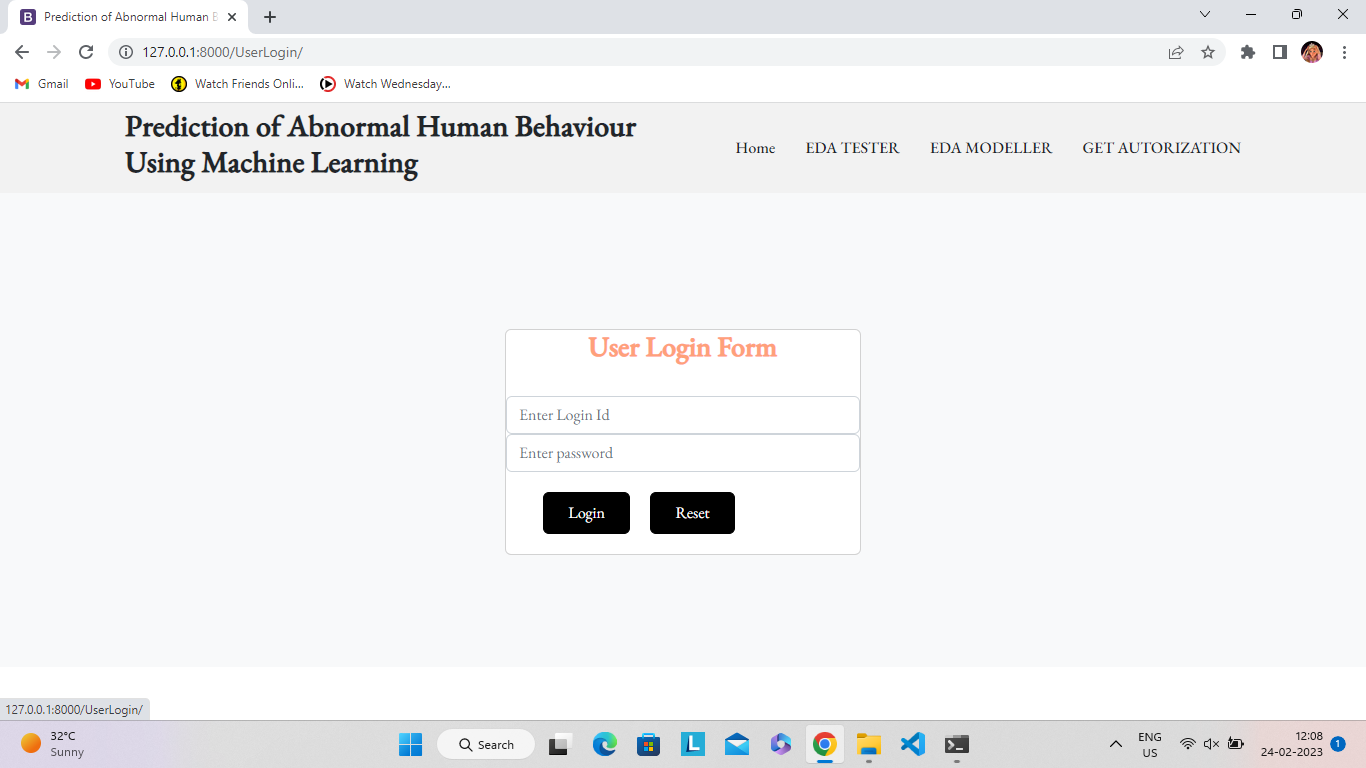 Prediction of Abnormal Human B
127.0.0.1:8000/UserLogin/
Gmail YouTube Watch Friends Onli... Watch Wednesday...
Prediction of Abnormal Human Behaviour
Using Machine Learning
Home EDA TESTER EDA MODELLER GET AUTORIZATION
User Login Form
Enter Login Id
Enter password
Login Reset
127.0.0.1:8000/UserLogin/
32°C
Sunny
Search
ENG
US
12:08
24-02-2023
1